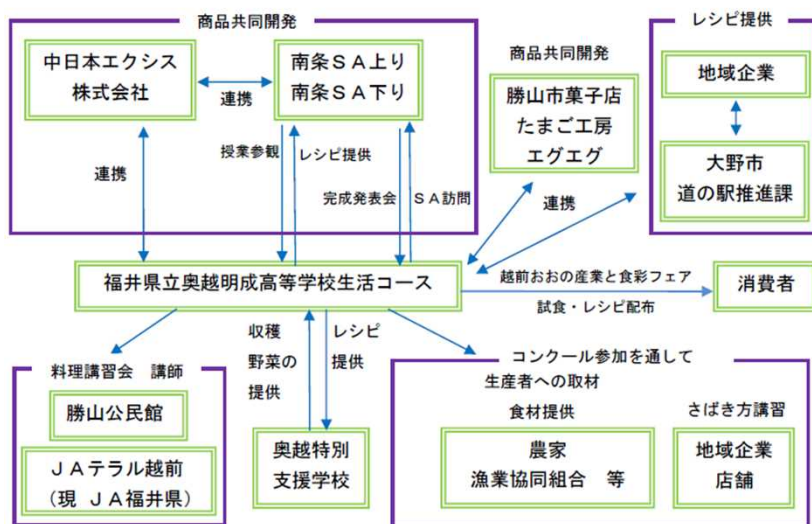 商品共同開発
中日本エクシス
株式会社
連携
南条ＳＡ上り
南条ＳＡ下り
連携
授業参観
レシピ提供
完成発表会
ＳＡ訪問
商品共同開発
勝山市菓子店
たまご工房
エグエグ
連携
レシピ提供
地域企業
大野市
道の駅推進課
福井県立奥越明成高等学校生活コース
越前おおの産業と食彩フェア
試食・レシピ配布
消費者
料理講習会　講師
勝山公民館
ＪＡテラル越前
（現　ＪＡ福井県）
収穫
野菜の
提供
レシピ
提供
奥越特別
支援学校
コンクール参加を通して
生産者への取材
食材提供
農家
漁業協同組合　等
さばき方講習
地域企業
店舗